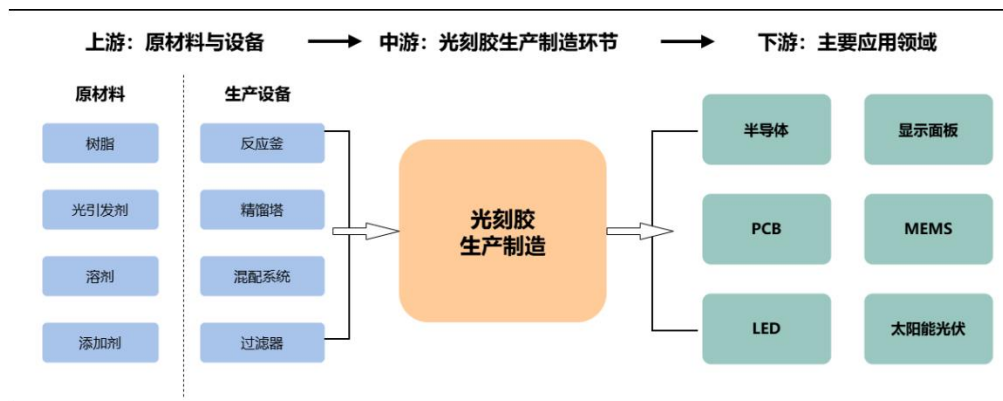 上游：原材料与设备
中游：光刻胶生产制造环节
下游：主要应用领域
原材料
生产设备
树脂
反应釜
光引发剂
精馏塔
溶剂
混配系统
添加剂
过滤器
光刻胶
生产制造
半导体
显示面板
PCB
MEMS
LED
太阳能光伏